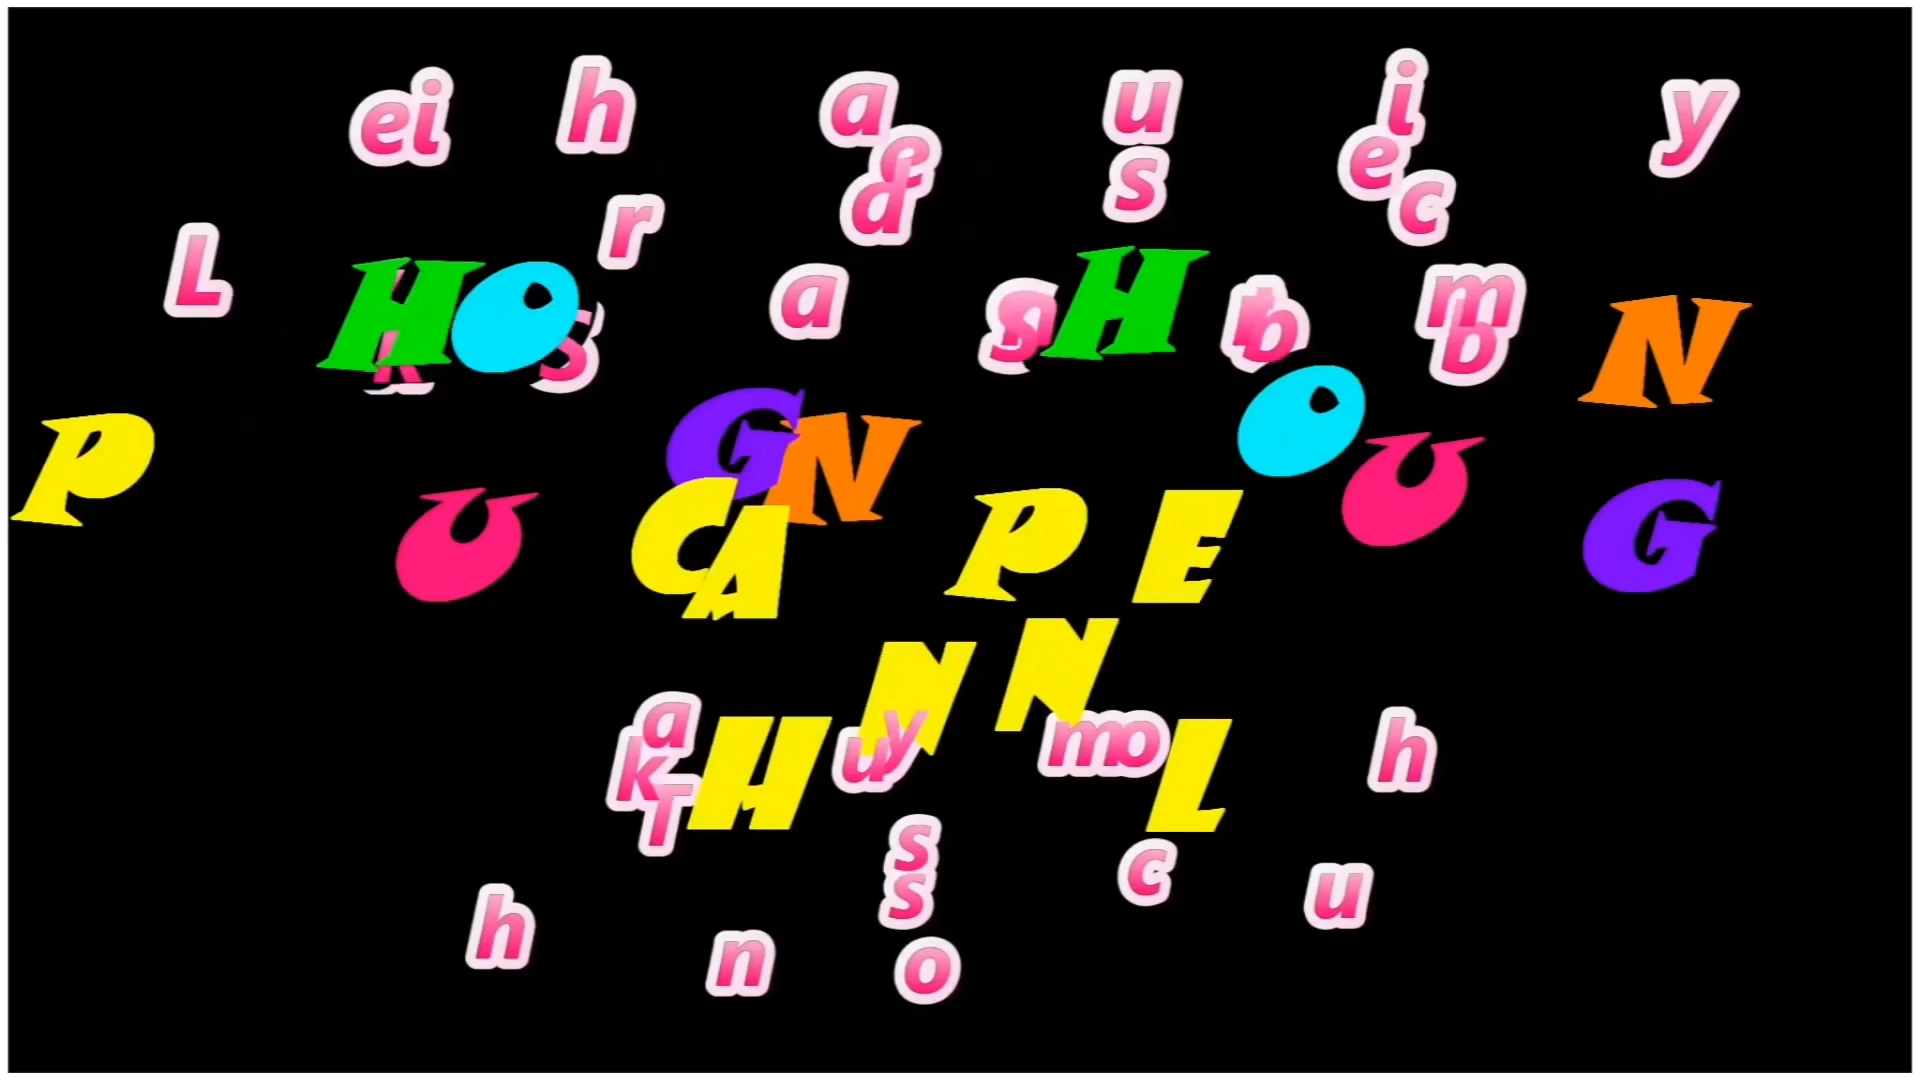 ei h a u i y
e e
r d s c
L H O a s H b m N
k s b
P G N O U
U C A P E G
N N
a y
k H u mo L h
T s
s c u
h n o